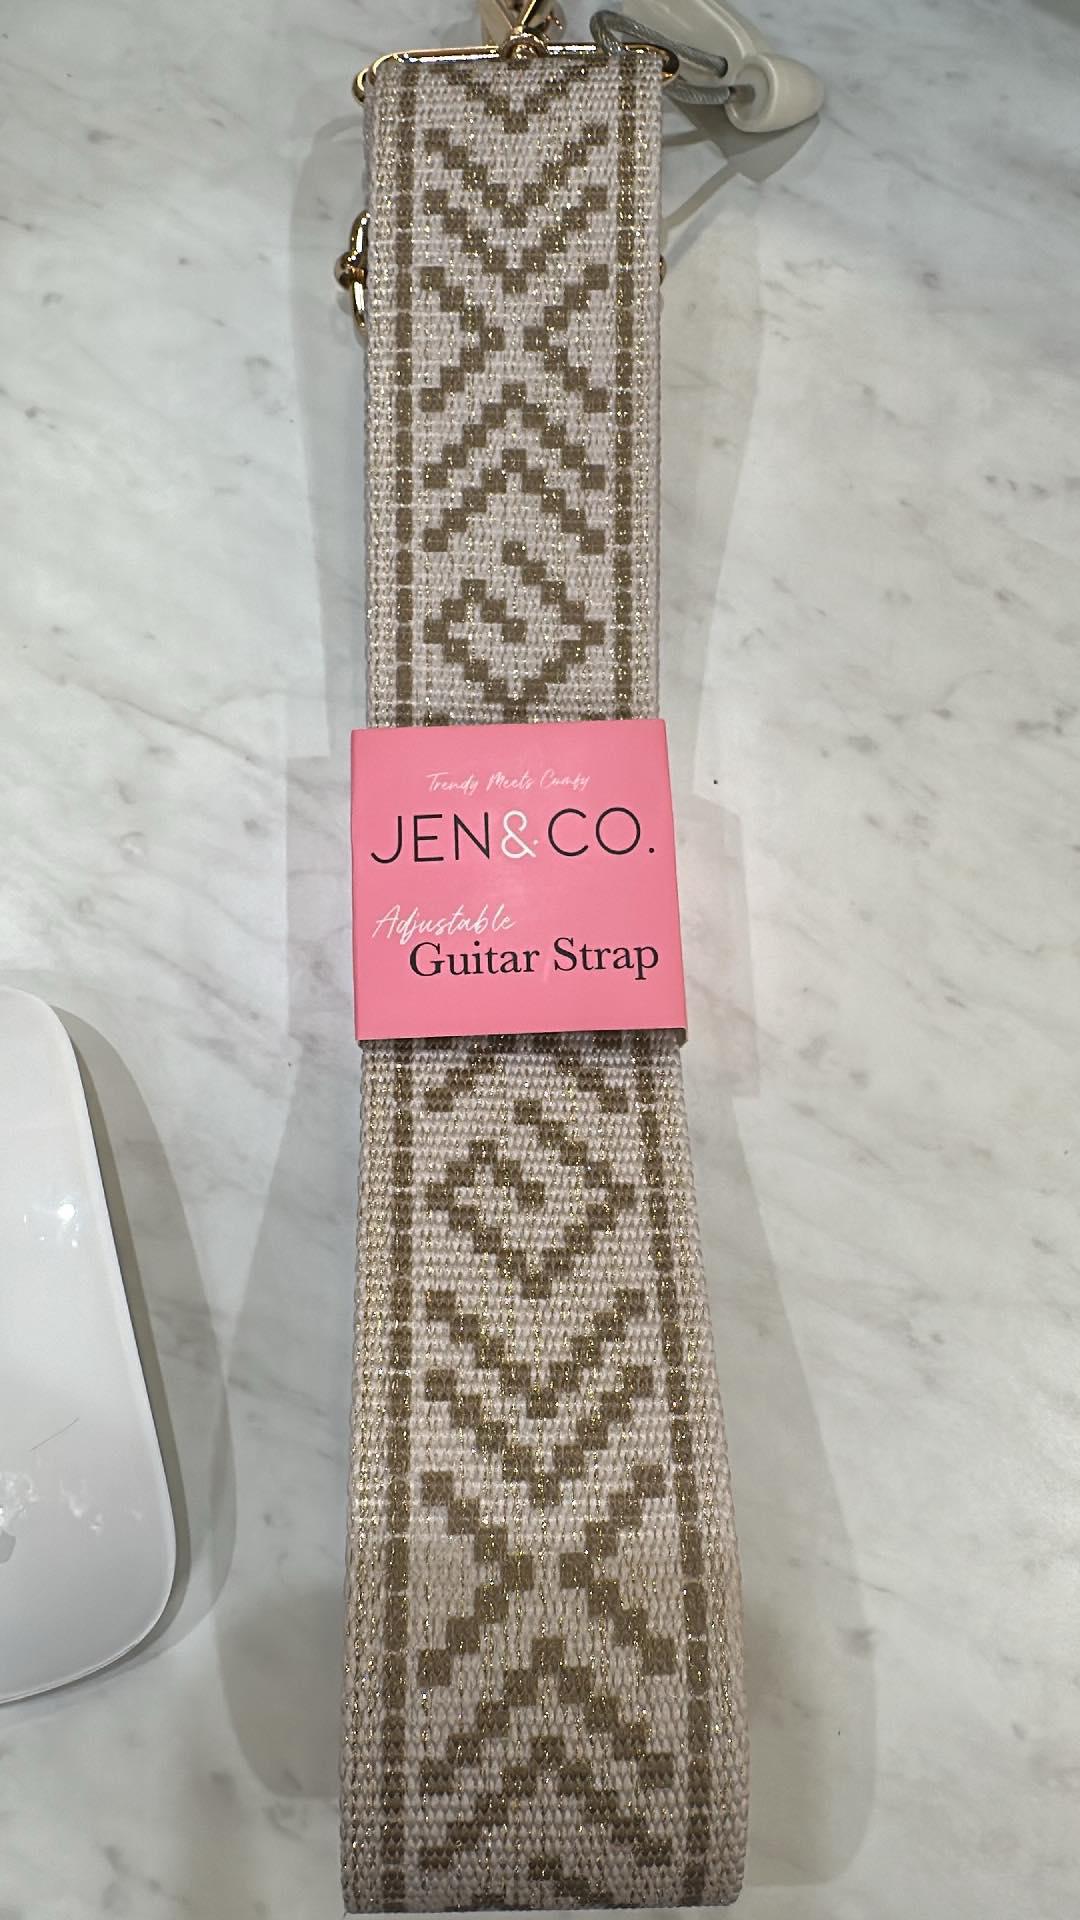 Trendy Meets Comfy
JEN & CO.
Adjustable
Guitar Strap